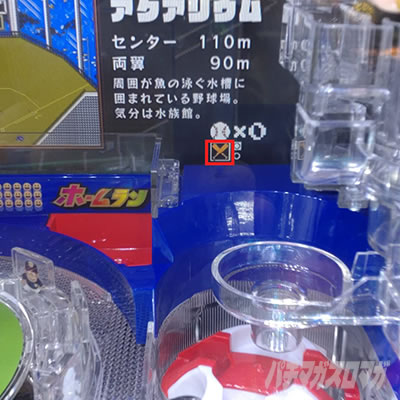 アクアリウム
センター 110m
両翼 90m
周囲が魚の泳ぐ水槽に
囲まれている野球場。
気分は水族館。
ホームラン
パチマガスロマガ